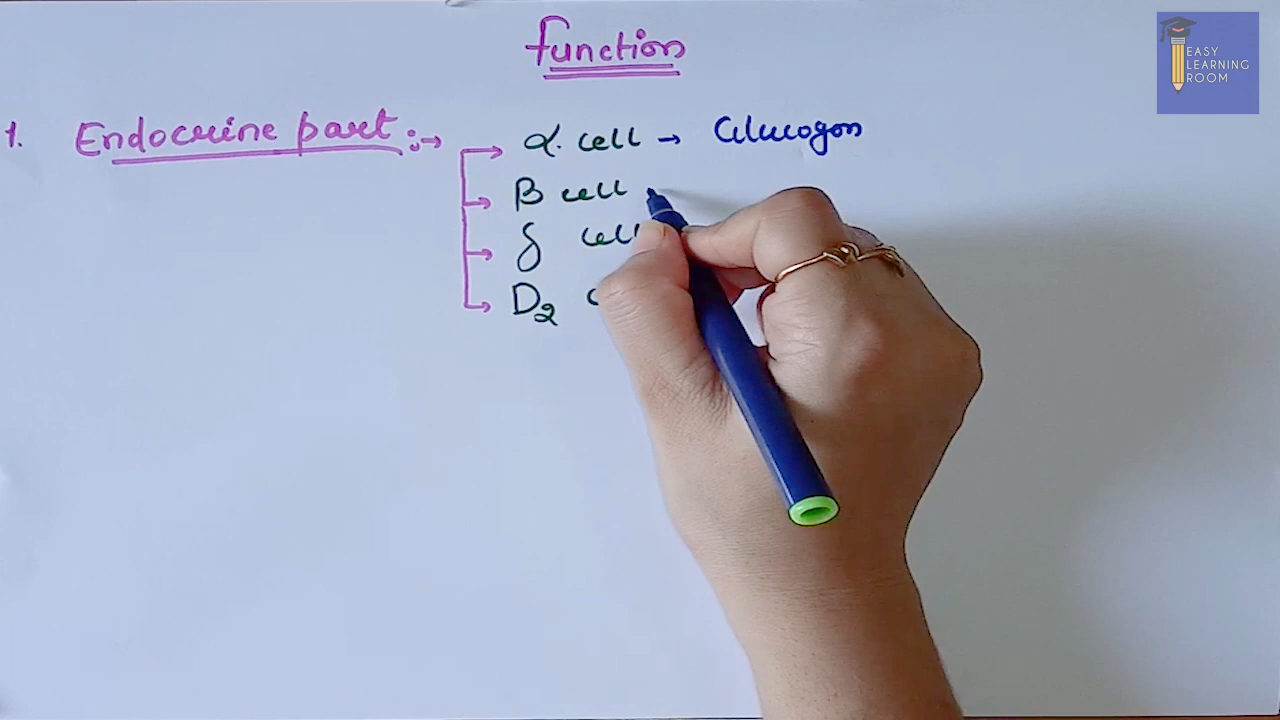 Function
EASY
LEARNING
ROOM
1. Endocrine part :→
α cell → Glucogon
β cell
δ cell
D₂